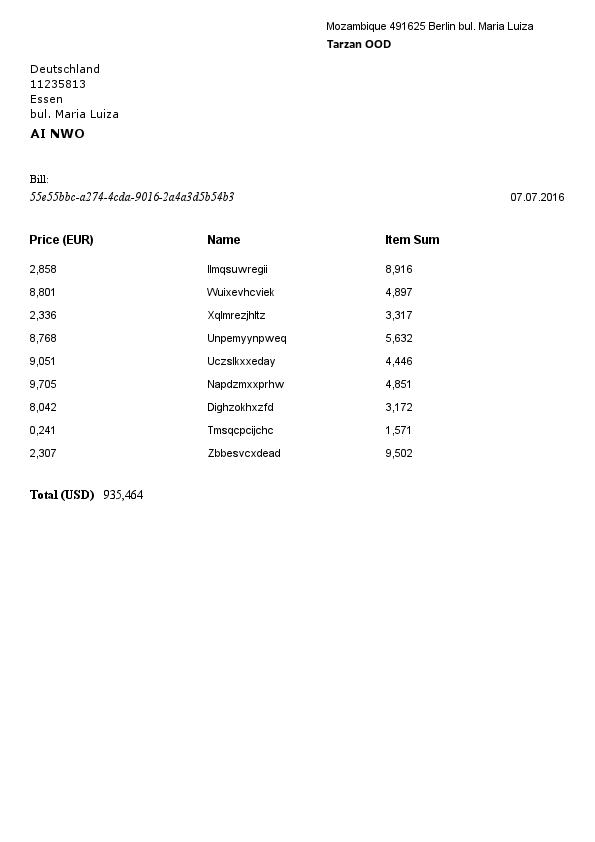 Mozambique 491625 Berlin bul. Maria Luiza
Tarzan OOD
Deutschland
11235813
Essen
bul. Maria Luiza
AI NWO
Bill:
55e55bbc-a274-4cda-9016-2a4a3d5b54b3 07.07.2016
Price (EUR) Name Item Sum
2,858 Ilmqsuwregii 8,916
8,801 Wuixevhcviek 4,897
2,336 Xqlmrezjhltz 3,317
8,768 Unpemyynpweq 5,632
9,051 Uczslkxxeday 4,446
9,705 Napdzmxxprhw 4,851
8,042 Dighzokhxzfd 3,172
0,241 Tmsqcpcijchc 1,571
2,307 Zbbesvcxdead 9,502
Total (USD) 935,464